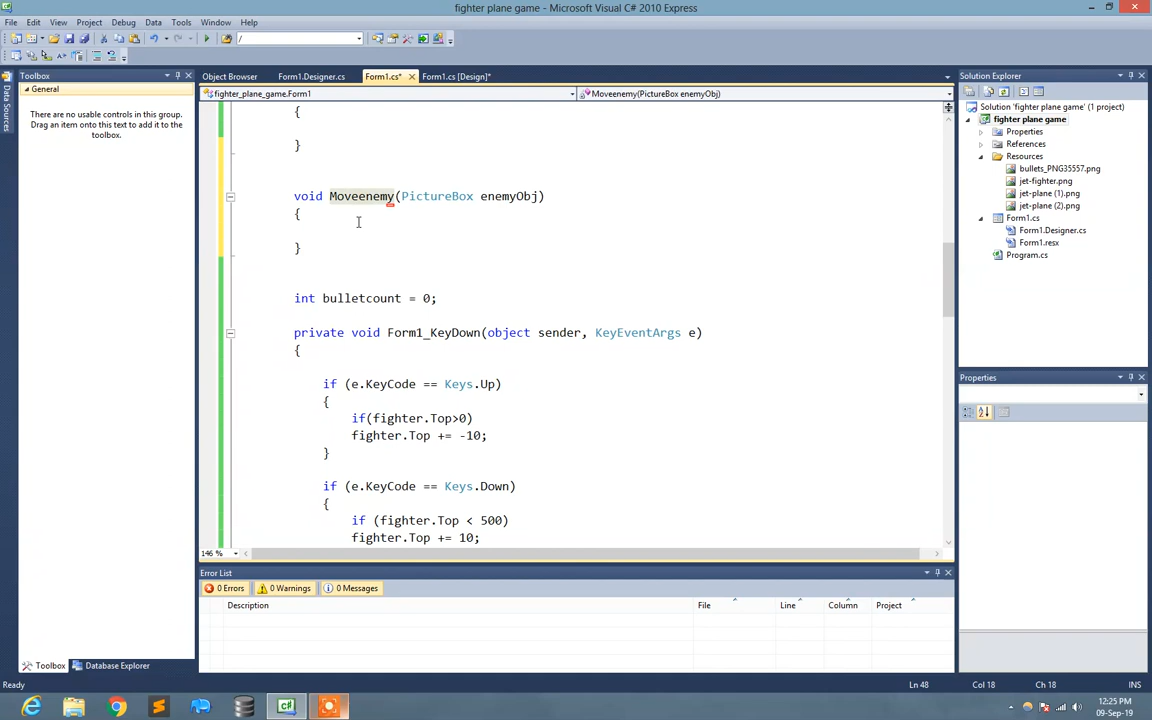 fighter plane game - Microsoft Visual C# 2010 Express
File Edit View Project Debug Data Tools Window Help
/
Toolbox
General
There are no usable controls in this group.
Drag an item onto this text to add it to the
toolbox.
Data Sources
Toolbox Database Explorer
Object Browser Form1.Designer.cs Form1.cs* Form1.cs [Design]*
fighter_plane_game.Form1 Moveenemy(PictureBox enemyObj)
{
}
void Moveenemy(PictureBox enemyObj)
{
}
int bulletcount = 0;
private void Form1_KeyDown(object sender, KeyEventArgs e)
{
if (e.KeyCode == Keys.Up)
{
if(fighter.Top>0)
fighter.Top += -10;
}
if (e.KeyCode == Keys.Down)
{
if (fighter.Top < 500)
fighter.Top += 10;
146 %
Error List
0 Errors 0 Warnings 0 Messages
Description File Line Column Project
Solution Explorer
Solution 'fighter plane game' (1 project)
fighter plane game
Properties
References
Resources
bullets_PNG35557.png
jet-fighter.png
jet-plane (1).png
jet-plane (2).png
Form1.cs
Form1.Designer.cs
Form1.resx
Program.cs
Properties
Ready Ln 48 Col 18 Ch 18 INS
12:25 PM
09-Sep-19